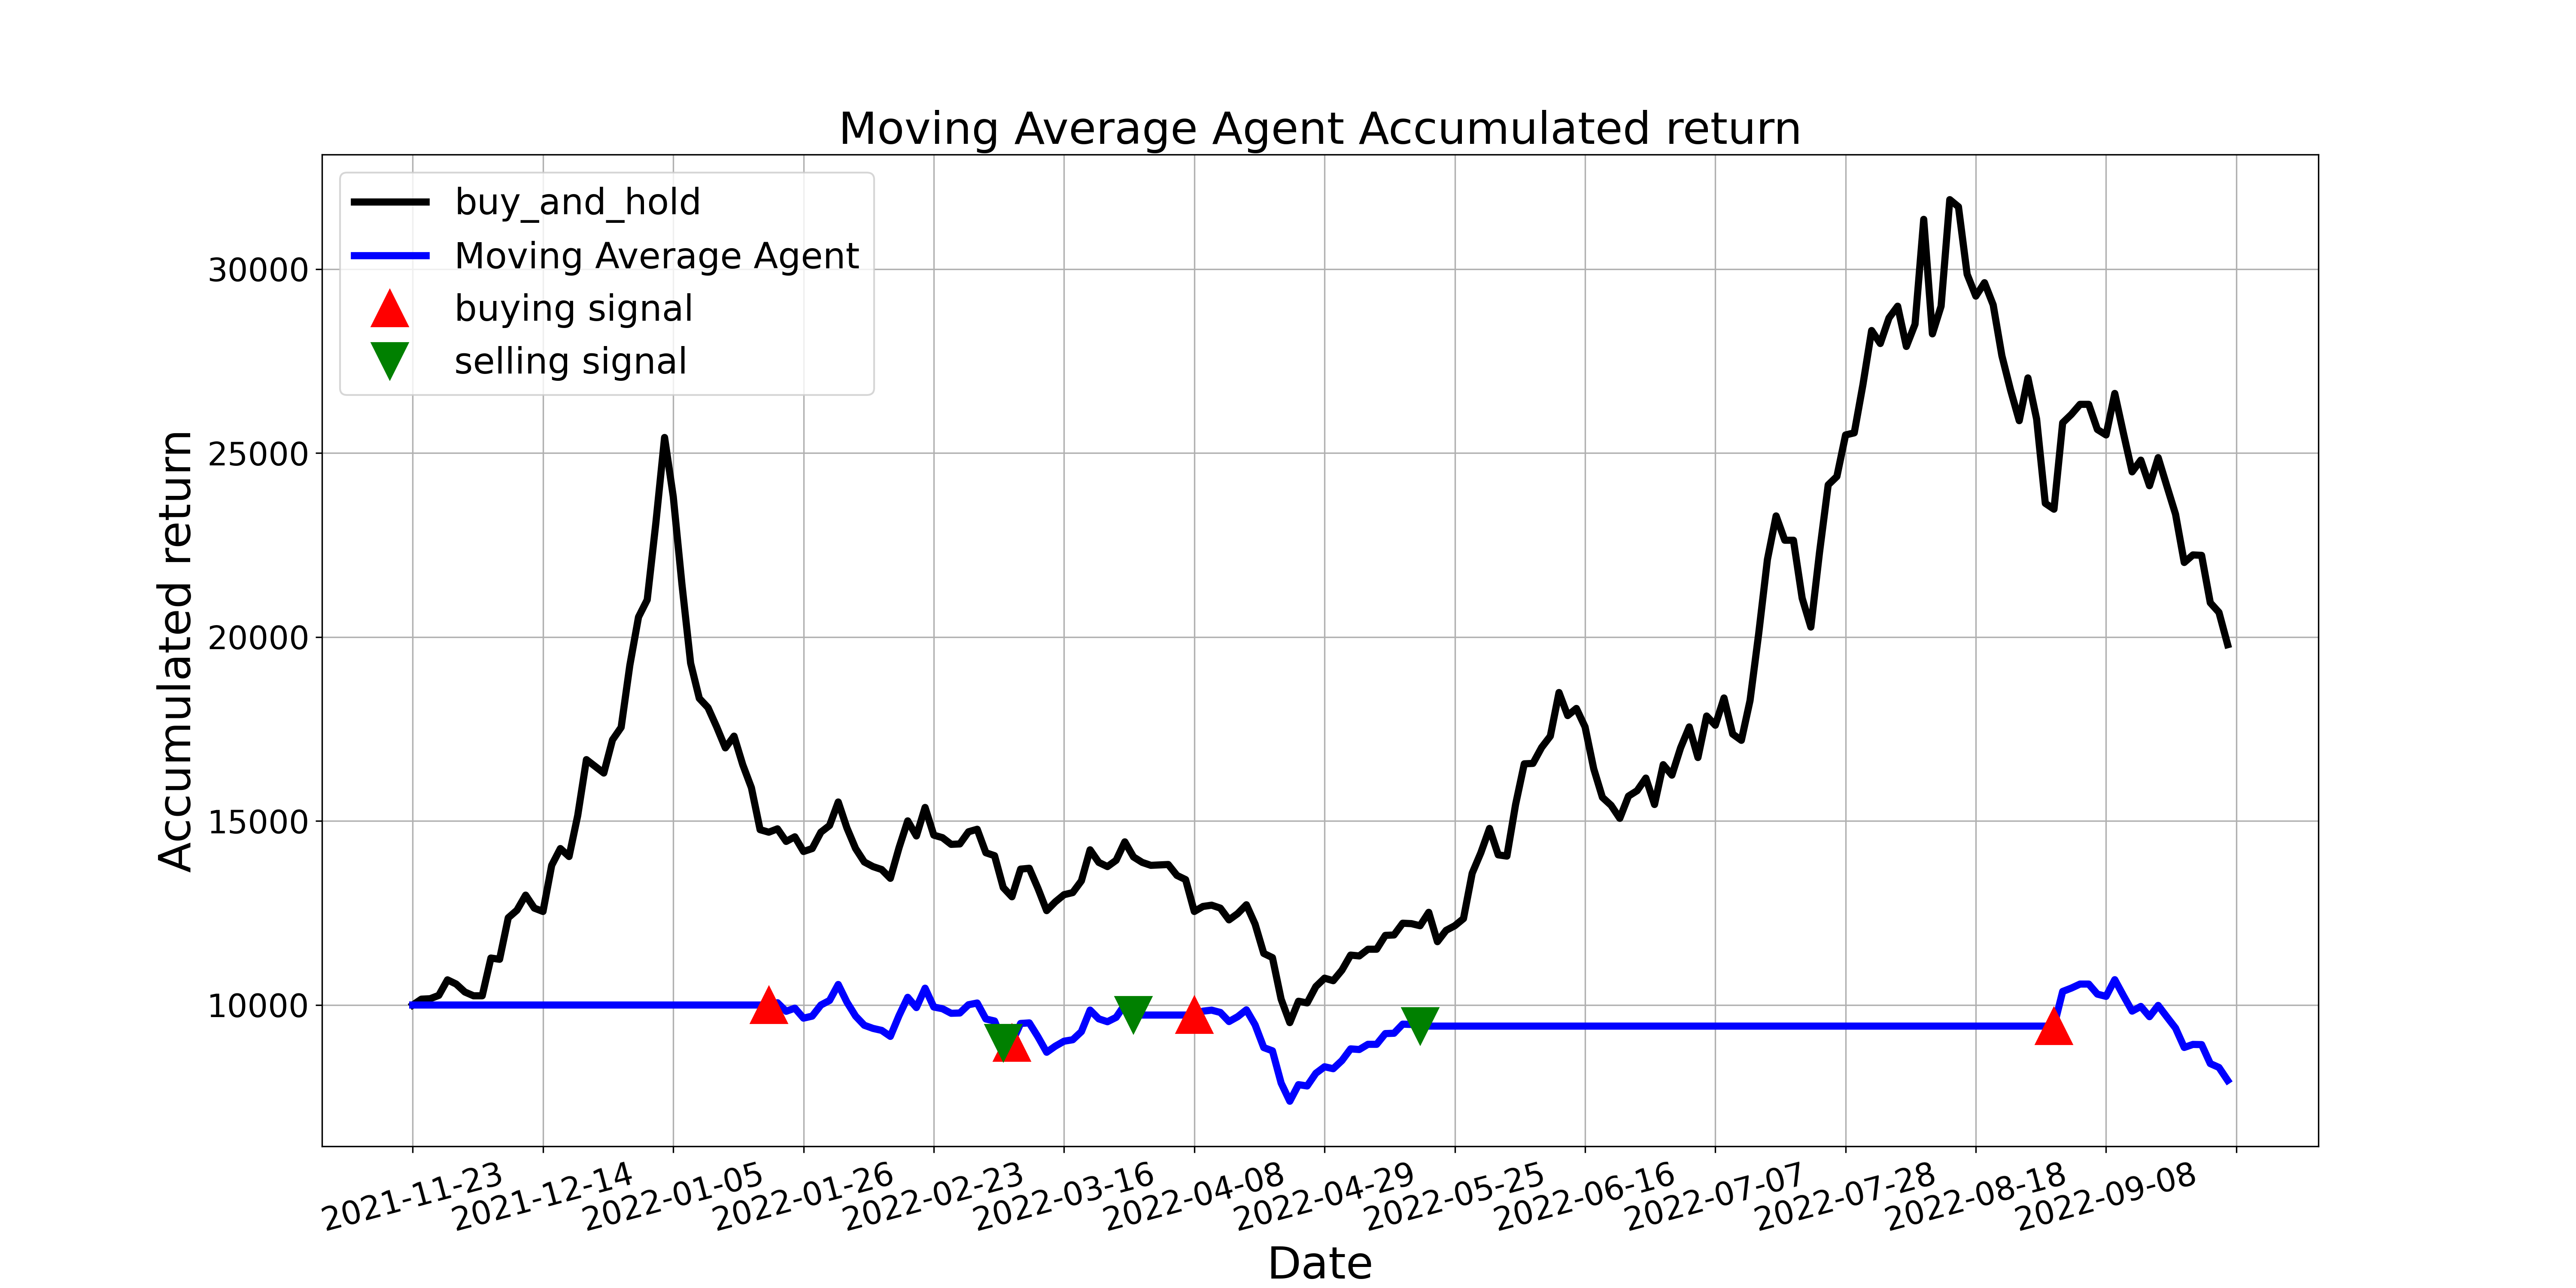 Moving Average Agent Accumulated return
buy_and_hold
Moving Average Agent
buying signal
selling signal
Accumulated return
30000
25000
20000
15000
10000
2021-11-23
2021-12-14
2022-01-05
2022-01-26
2022-02-23
2022-03-16
2022-04-08
2022-04-29
2022-05-25
2022-06-16
2022-07-07
2022-07-28
2022-08-18
2022-09-08
Date